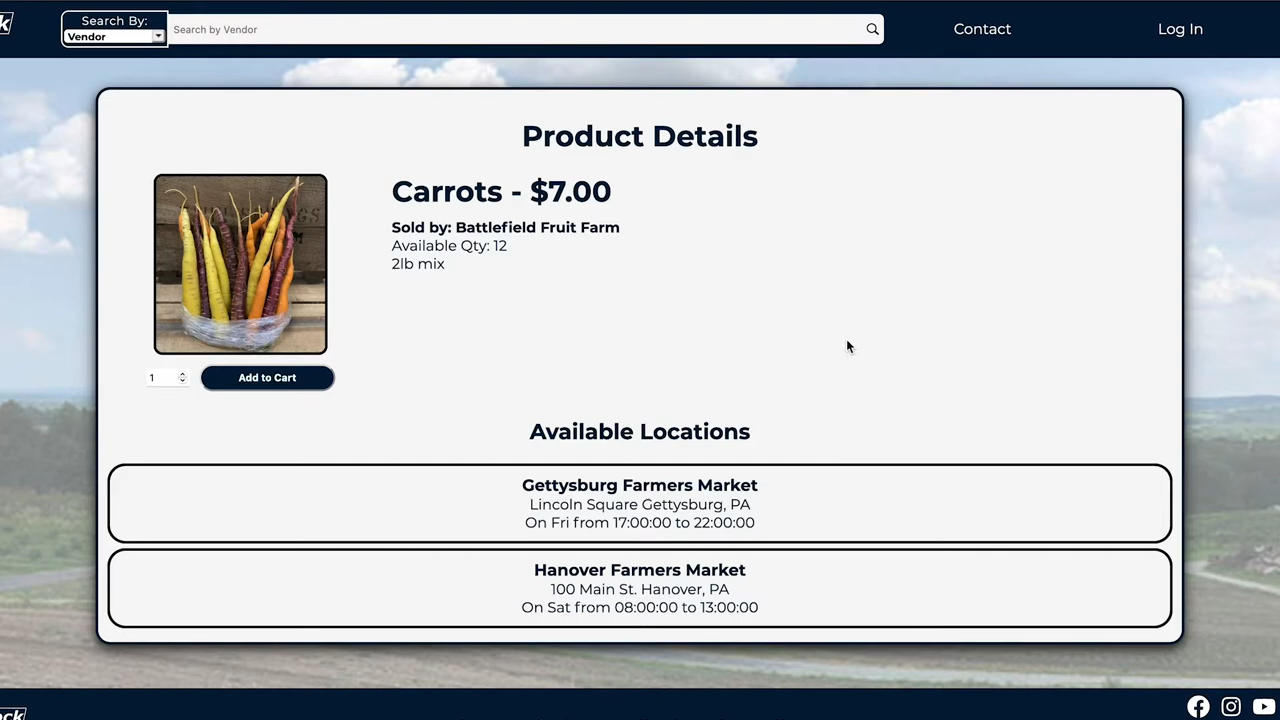 k
Search By:
Vendor
Search by Vendor
Contact
Log In
Product Details
Carrots - $7.00
Sold by: Battlefield Fruit Farm
Available Qty: 12
2lb mix
1
Add to Cart
Available Locations
Gettysburg Farmers Market
Lincoln Square Gettysburg, PA
On Fri from 17:00:00 to 22:00:00
Hanover Farmers Market
100 Main St. Hanover, PA
On Sat from 08:00:00 to 13:00:00
ock